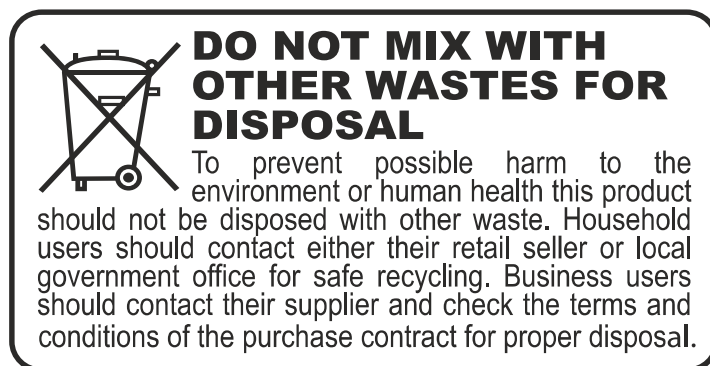 DO NOT MIX WITH
OTHER WASTES FOR
DISPOSAL
To prevent possible harm to the
environment or human health this product
should not be disposed with other waste. Household
users should contact either their retail seller or local
government office for safe recycling. Business users
should contact their supplier and check the terms and
conditions of the purchase contract for proper disposal.